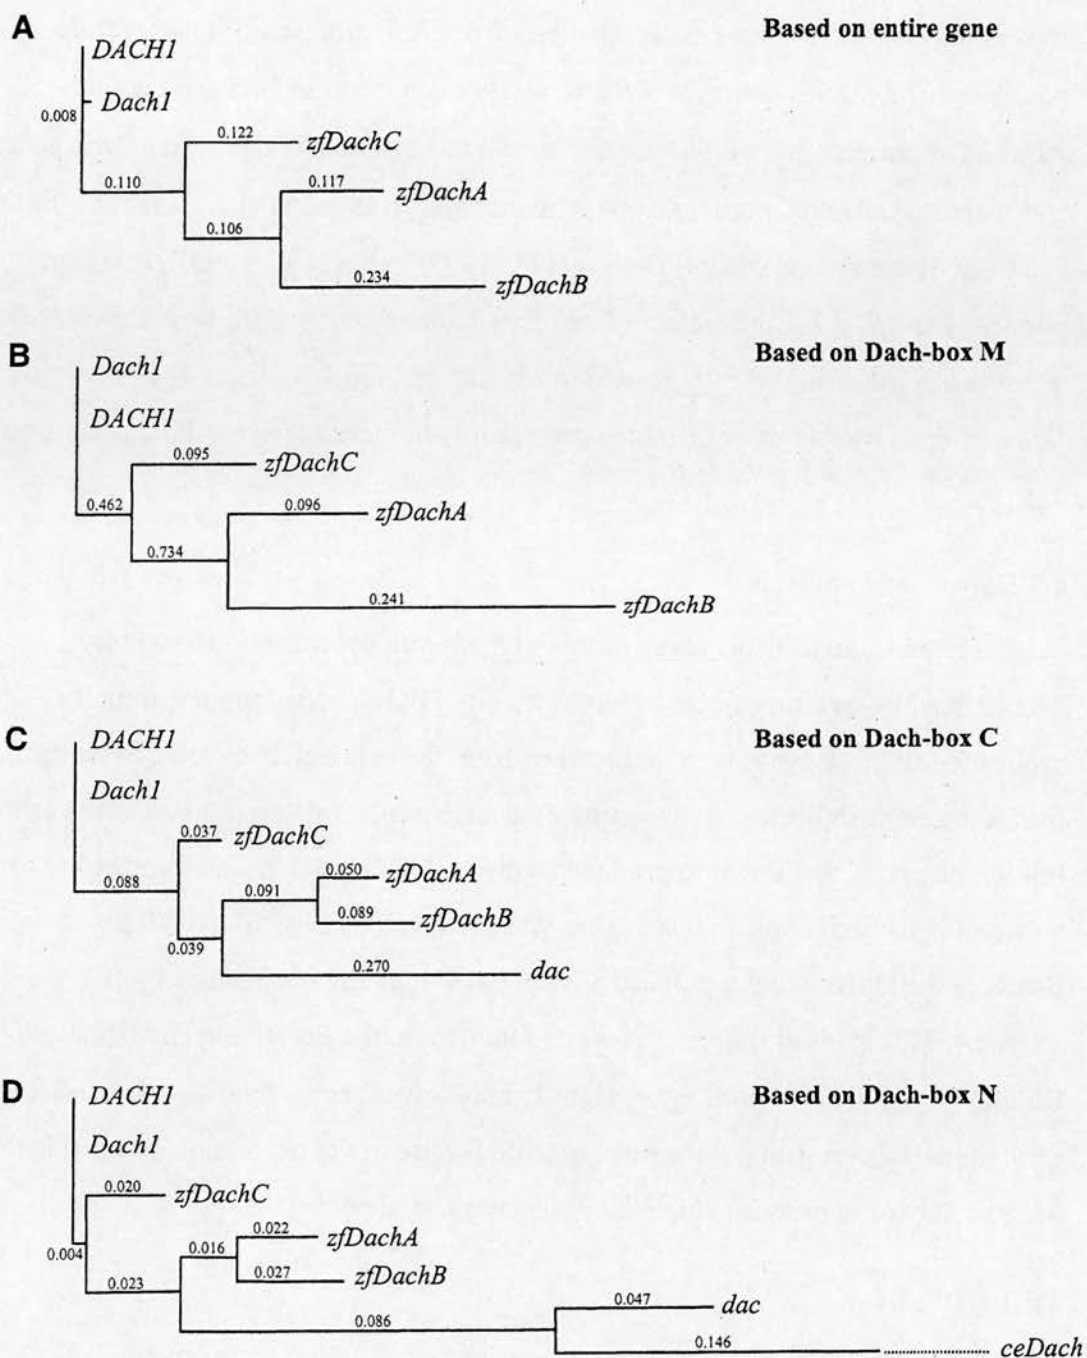 A
Based on entire gene
DACH1
Dach1
0.008
0.122
zfDachC
0.110
0.117
zfDachA
0.106
0.234
zfDachB
B
Based on Dach-box M
Dach1
DACH1
0.095
zfDachC
0.462
0.096
zfDachA
0.734
0.241
zfDachB
C
Based on Dach-box C
DACH1
Dach1
0.037
zfDachC
0.088
0.050
zfDachA
0.091
0.089
zfDachB
0.039
0.270
dac
D
Based on Dach-box N
DACH1
Dach1
0.020
zfDachC
0.004
0.022
zfDachA
0.016
0.027
zfDachB
0.023
0.047
dac
0.086
0.146
ceDach